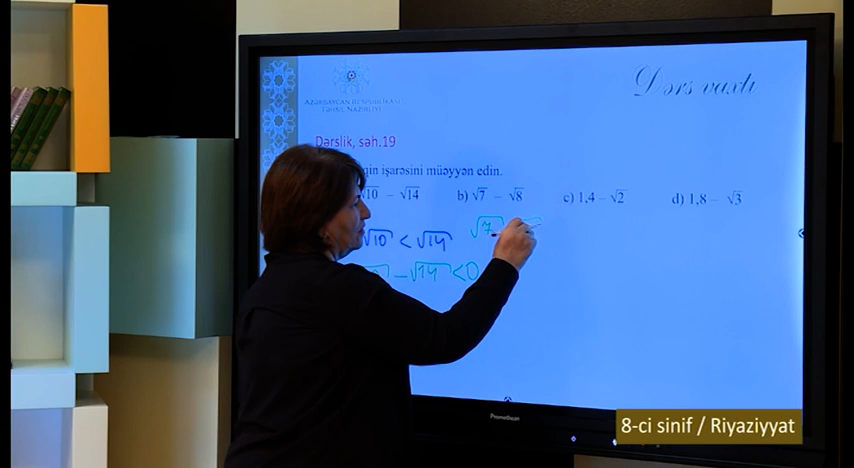 Dərs vaxtı
AZƏRBAYCAN RESPUBLİKASI
TƏHSİL NAZİRLİYİ
Dərslik, səh.19
işarəsini müəyyən edin.
√10 – √14 b) √7 – √8 c) 1,4 – √2 d) 1,8 – √3
√10 < √14 √7
– √14 < 0
Promethean
8-ci sinif / Riyaziyyat